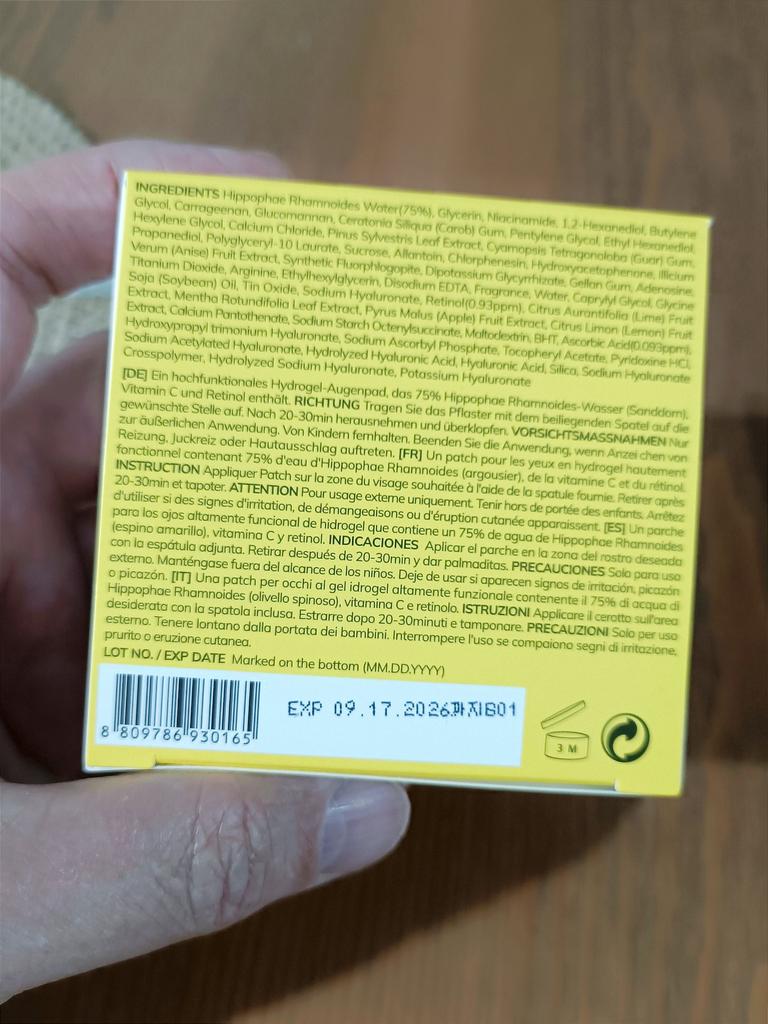 INGREDIENTS Hippophae Rhamnoides Water(75%), Glycerin, Niacinamide, 1,2-Hexanediol, Butylene
Glycol, Carrageenan, Glucomannan, Ceratonia Siliqua (Carob) Gum, Pentylene Glycol, Ethyl Hexanediol,
Hexylene Glycol, Calcium Chloride, Pinus Sylvestris Leaf Extract, Cyamopsis Tetragonoloba (Guar) Gum,
Propanediol, Polyglyceryl-10 Laurate, Sucrose, Allantoin, Chlorphenesin, Hydroxyacetophenone, Illicium
Verum (Anise) Fruit Extract, Synthetic Fluorphlogopite, Dipotassium Glycyrrhizate, Gellan Gum, Adenosine,
Titanium Dioxide, Arginine, Ethylhexylglycerin, Disodium EDTA, Fragrance, Water, Caprylyl Glycol, Glycine
Soja (Soybean) Oil, Tin Oxide, Sodium Hyaluronate, Retinol(0.93ppm), Citrus Aurantifolia (Lime) Fruit
Extract, Mentha Rotundifolia Leaf Extract, Pyrus Malus (Apple) Fruit Extract, Citrus Limon (Lemon) Fruit
Extract, Calcium Pantothenate, Sodium Starch Octenylsuccinate, Maltodextrin, BHT, Ascorbic Acid(0.093ppm),
Hydroxypropyl trimonium Hyaluronate, Sodium Ascorbyl Phosphate, Tocopheryl Acetate, Pyridoxine HCl,
Sodium Acetylated Hyaluronate, Hydrolyzed Hyaluronic Acid, Hyaluronic Acid, Silica, Sodium Hyaluronate
Crosspolymer, Hydrolyzed Sodium Hyaluronate, Potassium Hyaluronate
[DE] Ein hochfunktionales Hydrogel-Augenpad, das 75% Hippophae Rhamnoides-Wasser (Sanddorn),
Vitamin C und Retinol enthält. RICHTUNG Tragen Sie das Pflaster mit dem beiliegenden Spatel auf die
gewünschte Stelle auf. Nach 20-30min herausnehmen und überklopfen. VORSICHTSMASSNAHMEN Nur
zur äußerlichen Anwendung. Von Kindern fernhalten. Beenden Sie die Anwendung, wenn Anzei chen von
Reizung, Juckreiz oder Hautausschlag auftreten. [FR] Un patch pour les yeux en hydrogel hautement
fonctionnel contenant 75% d'eau d'Hippophae Rhamnoides (argousier), de la vitamine C et du rétinol.
INSTRUCTION Appliquer Patch sur la zone du visage souhaitée à l'aide de la spatule fournie. Retirer après
20-30min et tapoter. ATTENTION Pour usage externe uniquement. Tenir hors de portée des enfants. Arrêtez
d'utiliser si des signes d'irritation, de démangeaisons ou d'éruption cutanée apparaissent. [ES] Un parche
para los ojos altamente funcional de hidrogel que contiene un 75% de agua de Hippophae Rhamnoides
(espino amarillo), vitamina C y retinol. INDICACIONES Aplicar el parche en la zona del rostro deseada
con la espátula adjunta. Retirar después de 20-30min y dar palmaditas. PRECAUCIONES Solo para uso
externo. Manténgase fuera del alcance de los niños. Deje de usar si aparecen signos de irritación, picazón
o picazón. [IT] Una patch per occhi al gel idrogel altamente funzionale contenente il 75% di acqua di
Hippophae Rhamnoides (olivello spinoso), vitamina C e retinolo. ISTRUZIONI Applicare il cerotto sull'area
desiderata con la spatola inclusa. Estrarre dopo 20-30minuti e tamponare. PRECAUZIONI Solo per uso
esterno. Tenere lontano dalla portata dei bambini. Interrompere l'uso se compaiono segni di irritazione,
prurito o eruzione cutanea.
LOT NO. / EXP DATE Marked on the bottom (MM.DD.YYYY)
EXP 09.17.2026까지B01
8 809786 930165
3 M